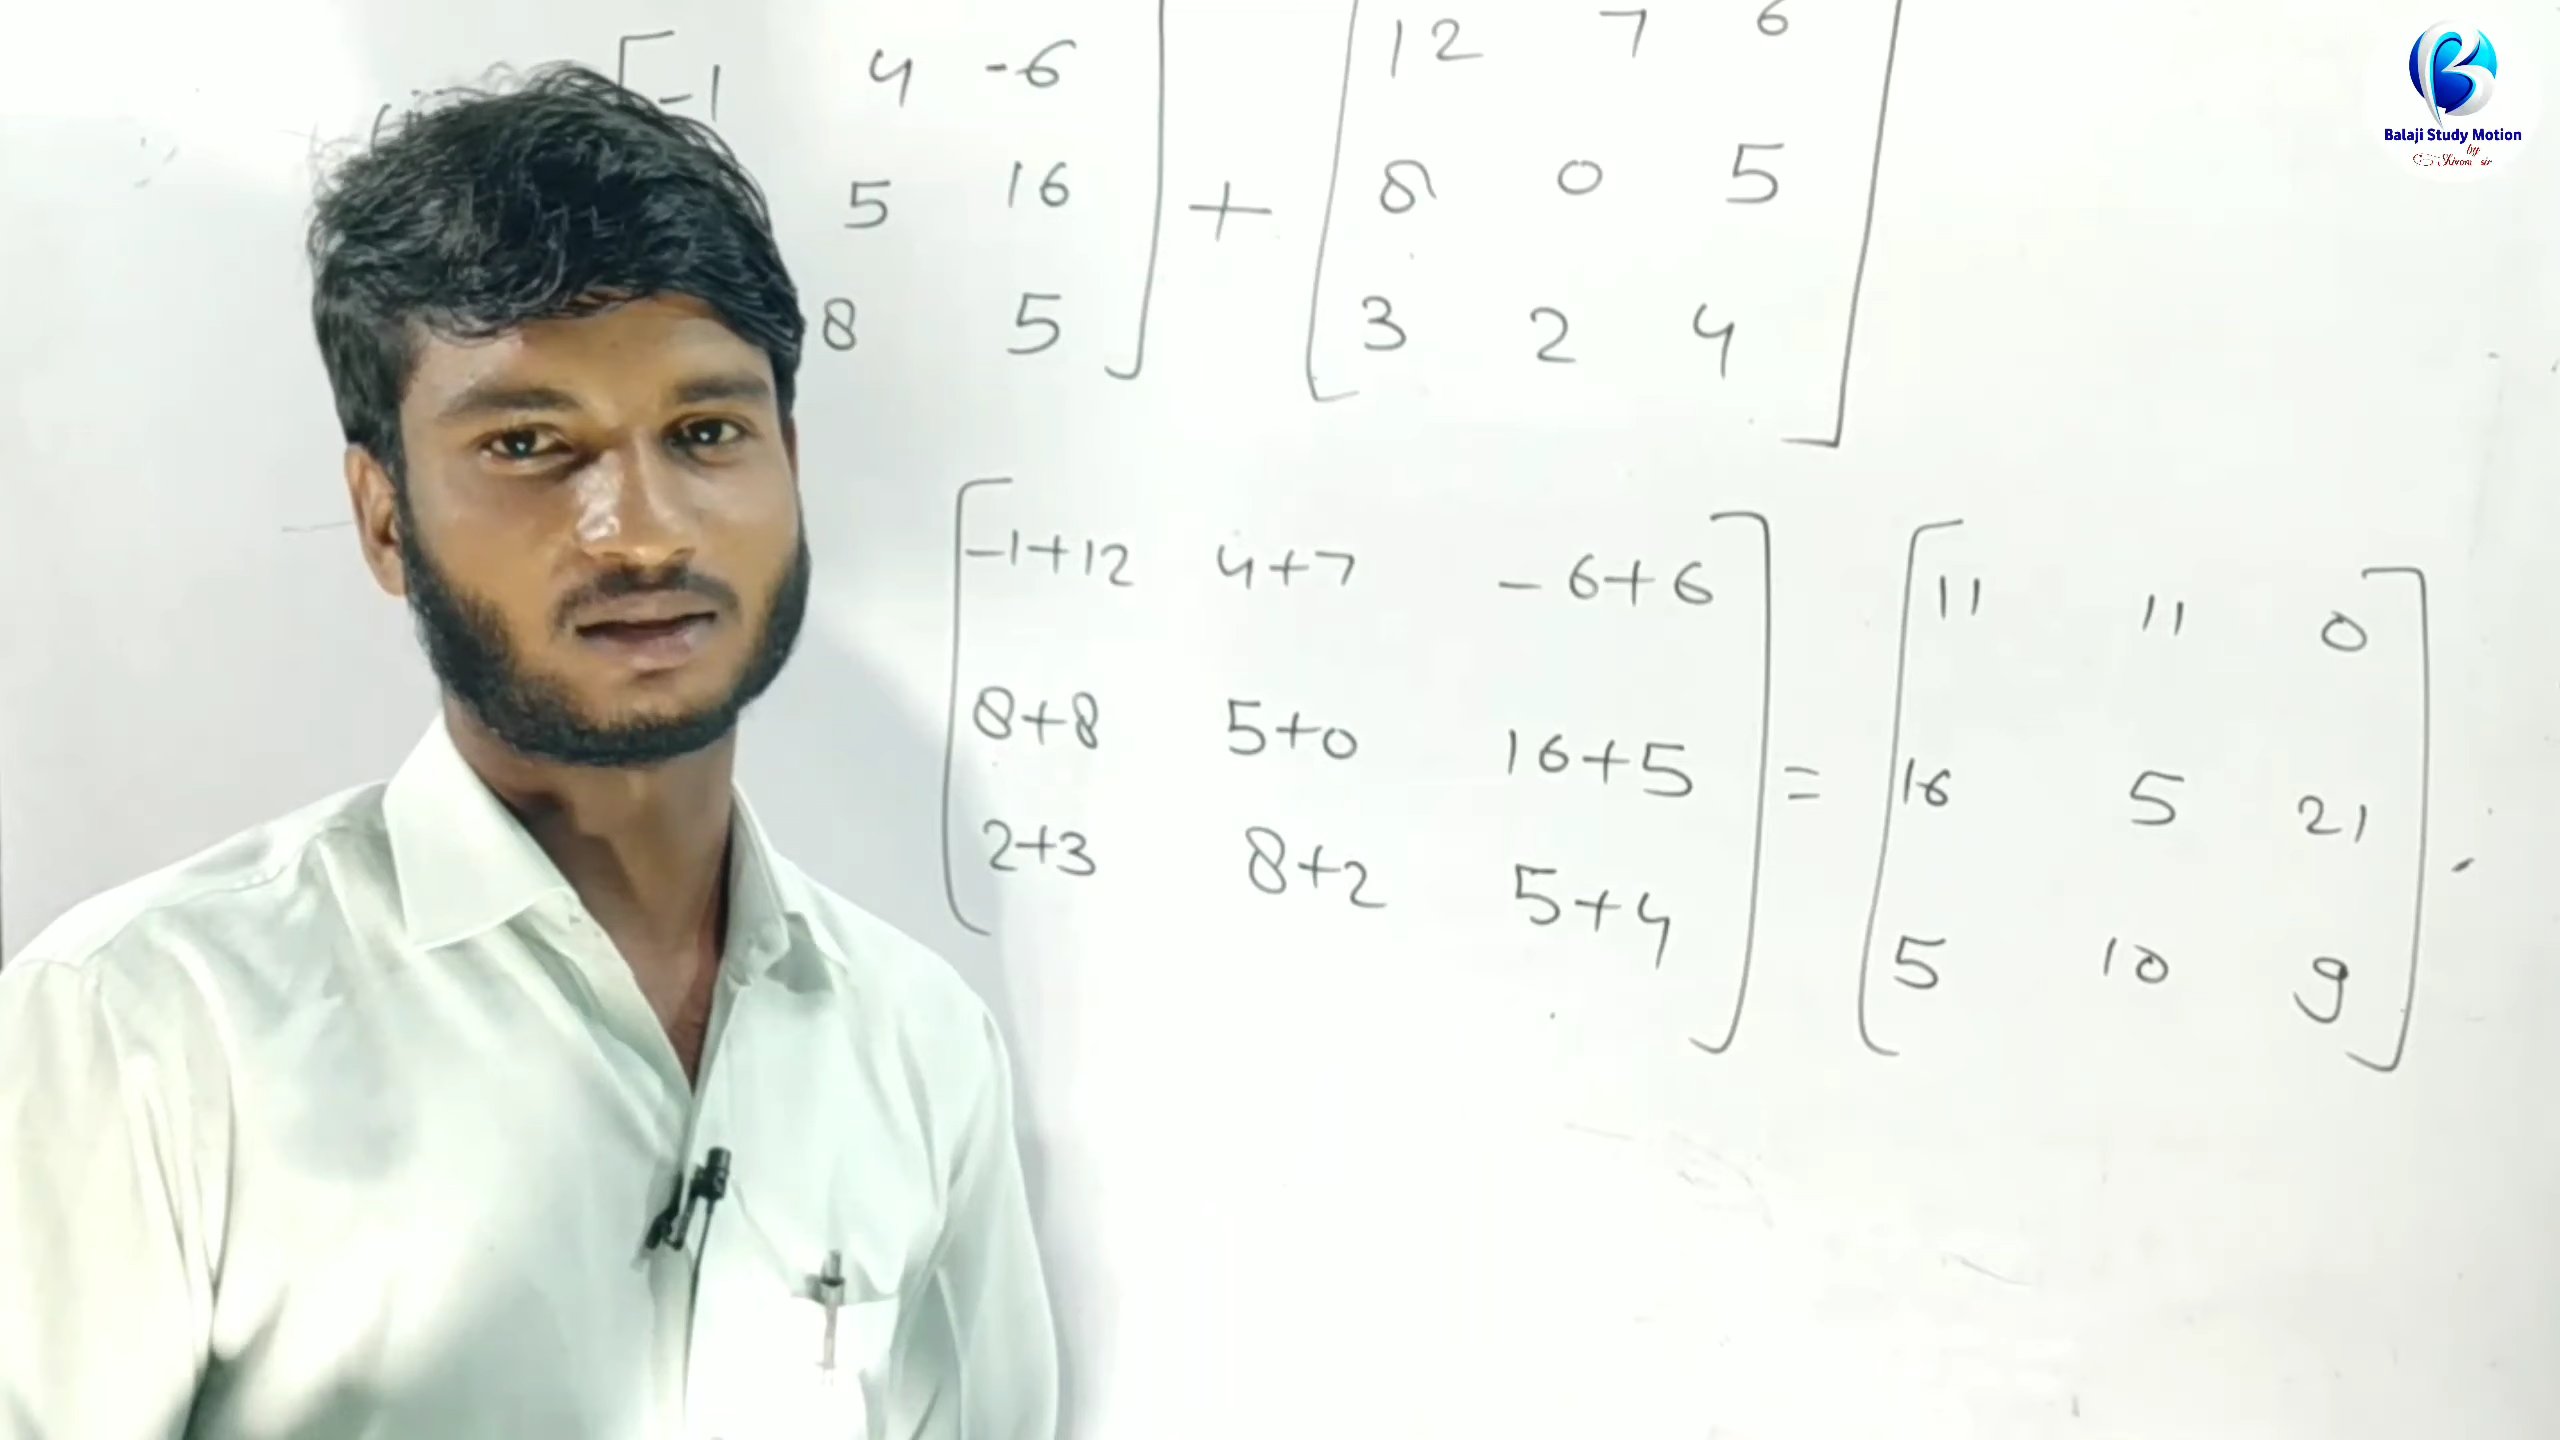 -1 4 -6 12 7 6
5 16 + 8 0 5
8 5 3 2 4
-1+12 4+7 -6+6 11 11 0
8+8 5+0 16+5 = 16 5 21 .
2+3 8+2 5+4 5 10 9
Balaji Study Motion
by
sir